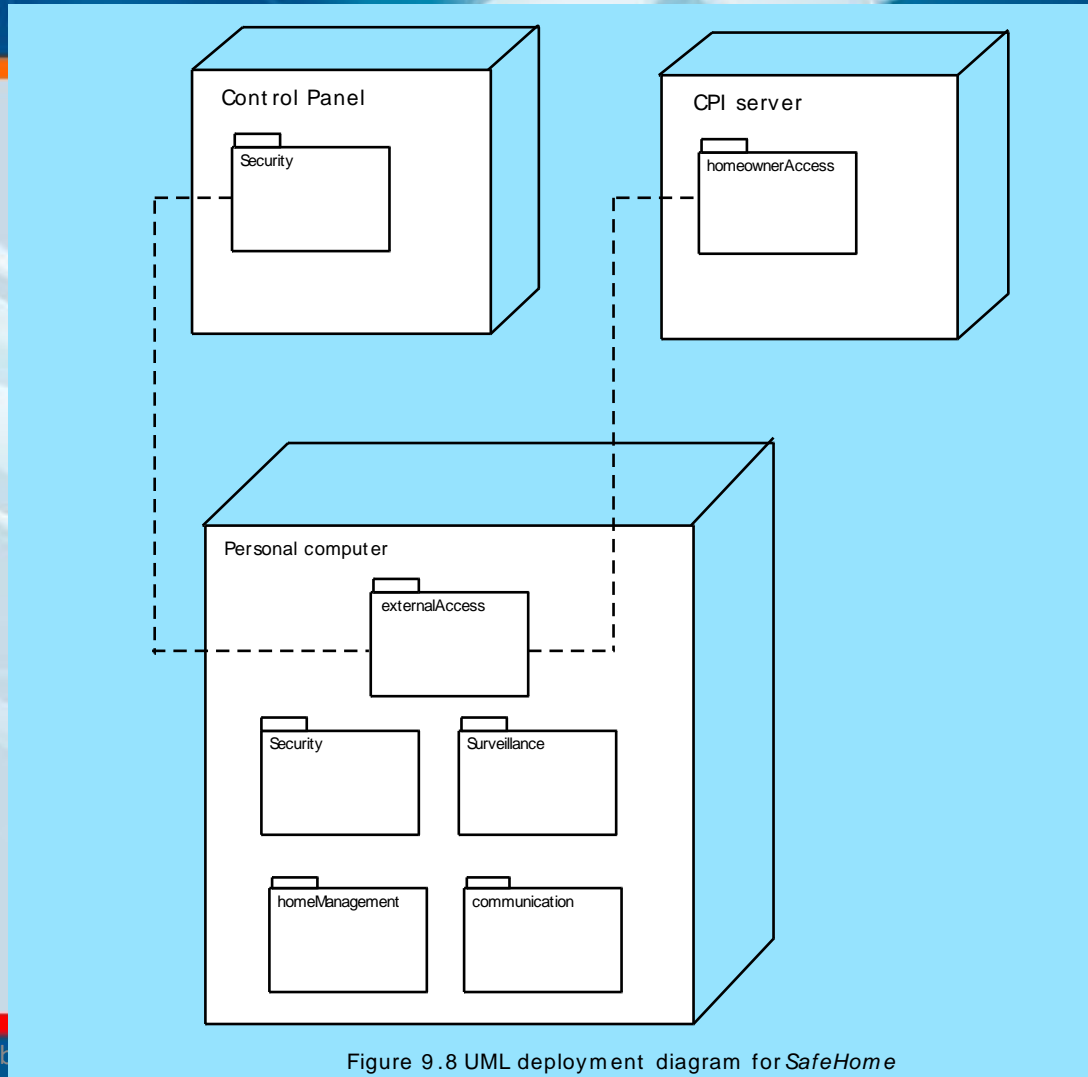 Control Panel
CPI server
Security
homeownerAccess
Personal computer
externalAccess
Security
Surveillance
homeManagement
communication
Figure 9.8 UML deployment diagram for SafeHome